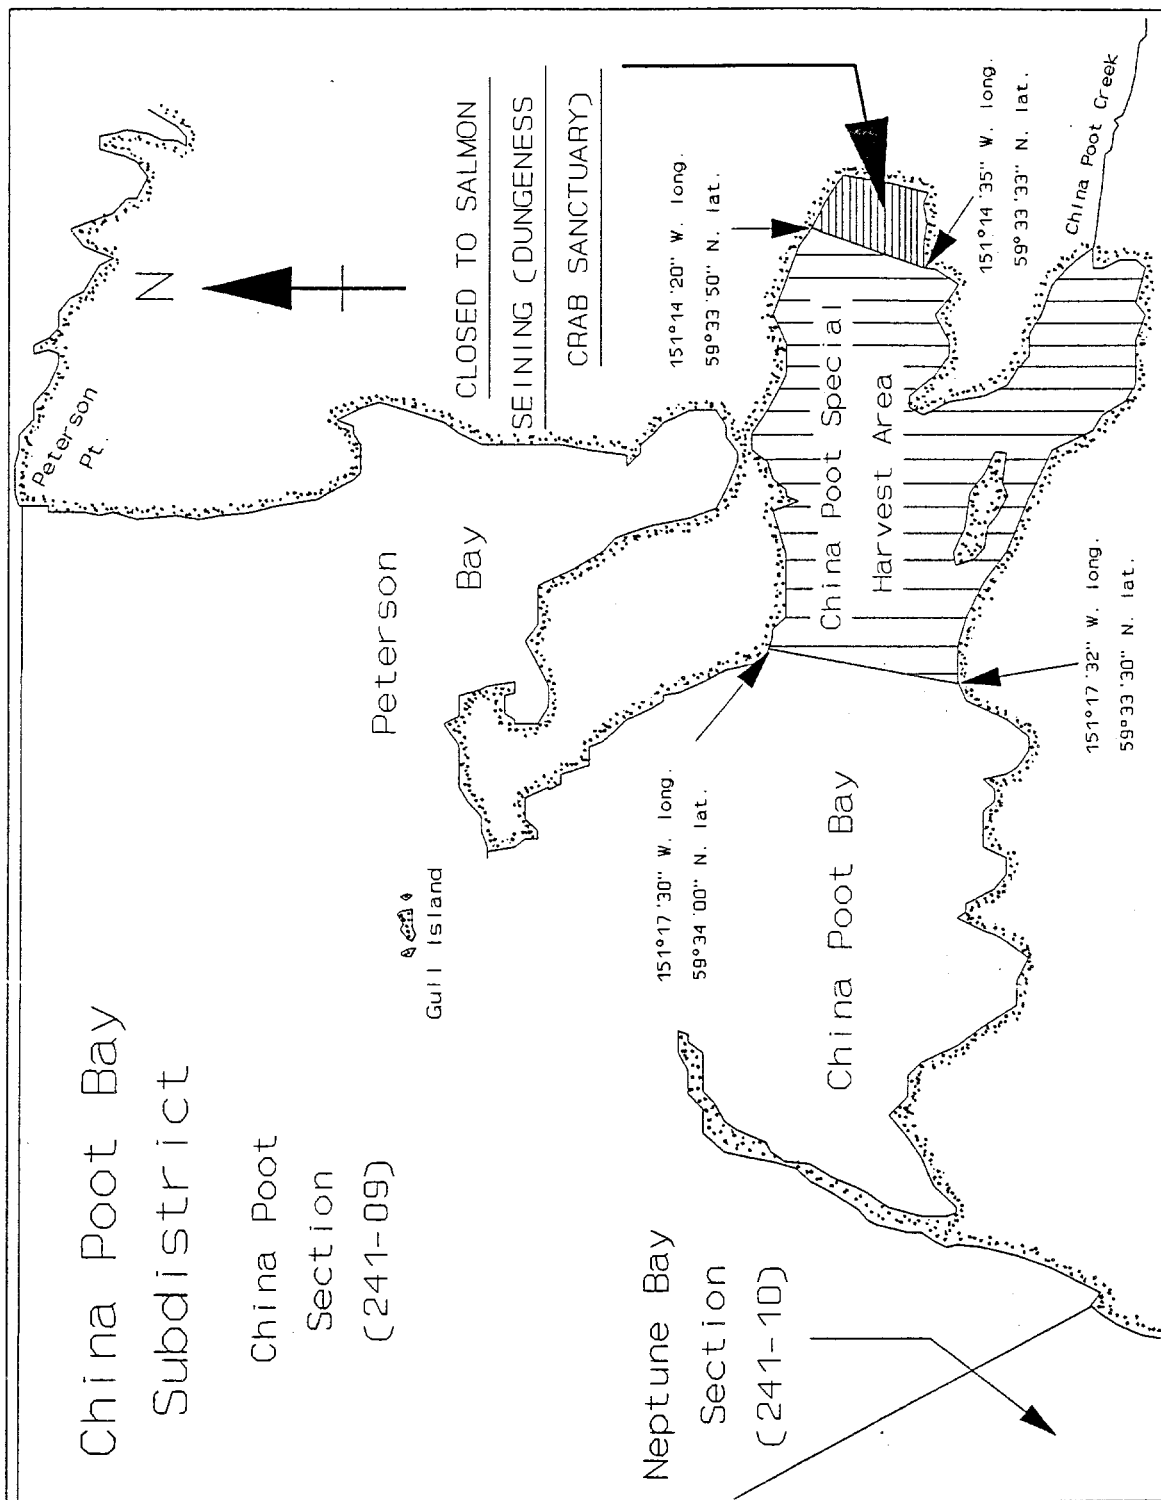 China Poot Bay
Subdistrict
China Poot
Section
(241-09)
Peterson
Pt.
N
CLOSED TO SALMON
SEINING (DUNGENESS
CRAB SANCTUARY)
Peterson
Bay
Gull Island
151°14'20" W. long.
59°33'50" N. lat.
China Poot Special
Harvest Area
151°14'35" W. long.
59°33'33" N. lat.
China Poot Creek
151°17'30" W. long.
59°34'00" N. lat.
China Poot Bay
151°17'32" W. long.
59°33'30" N. lat.
Neptune Bay
Section
(241-10)